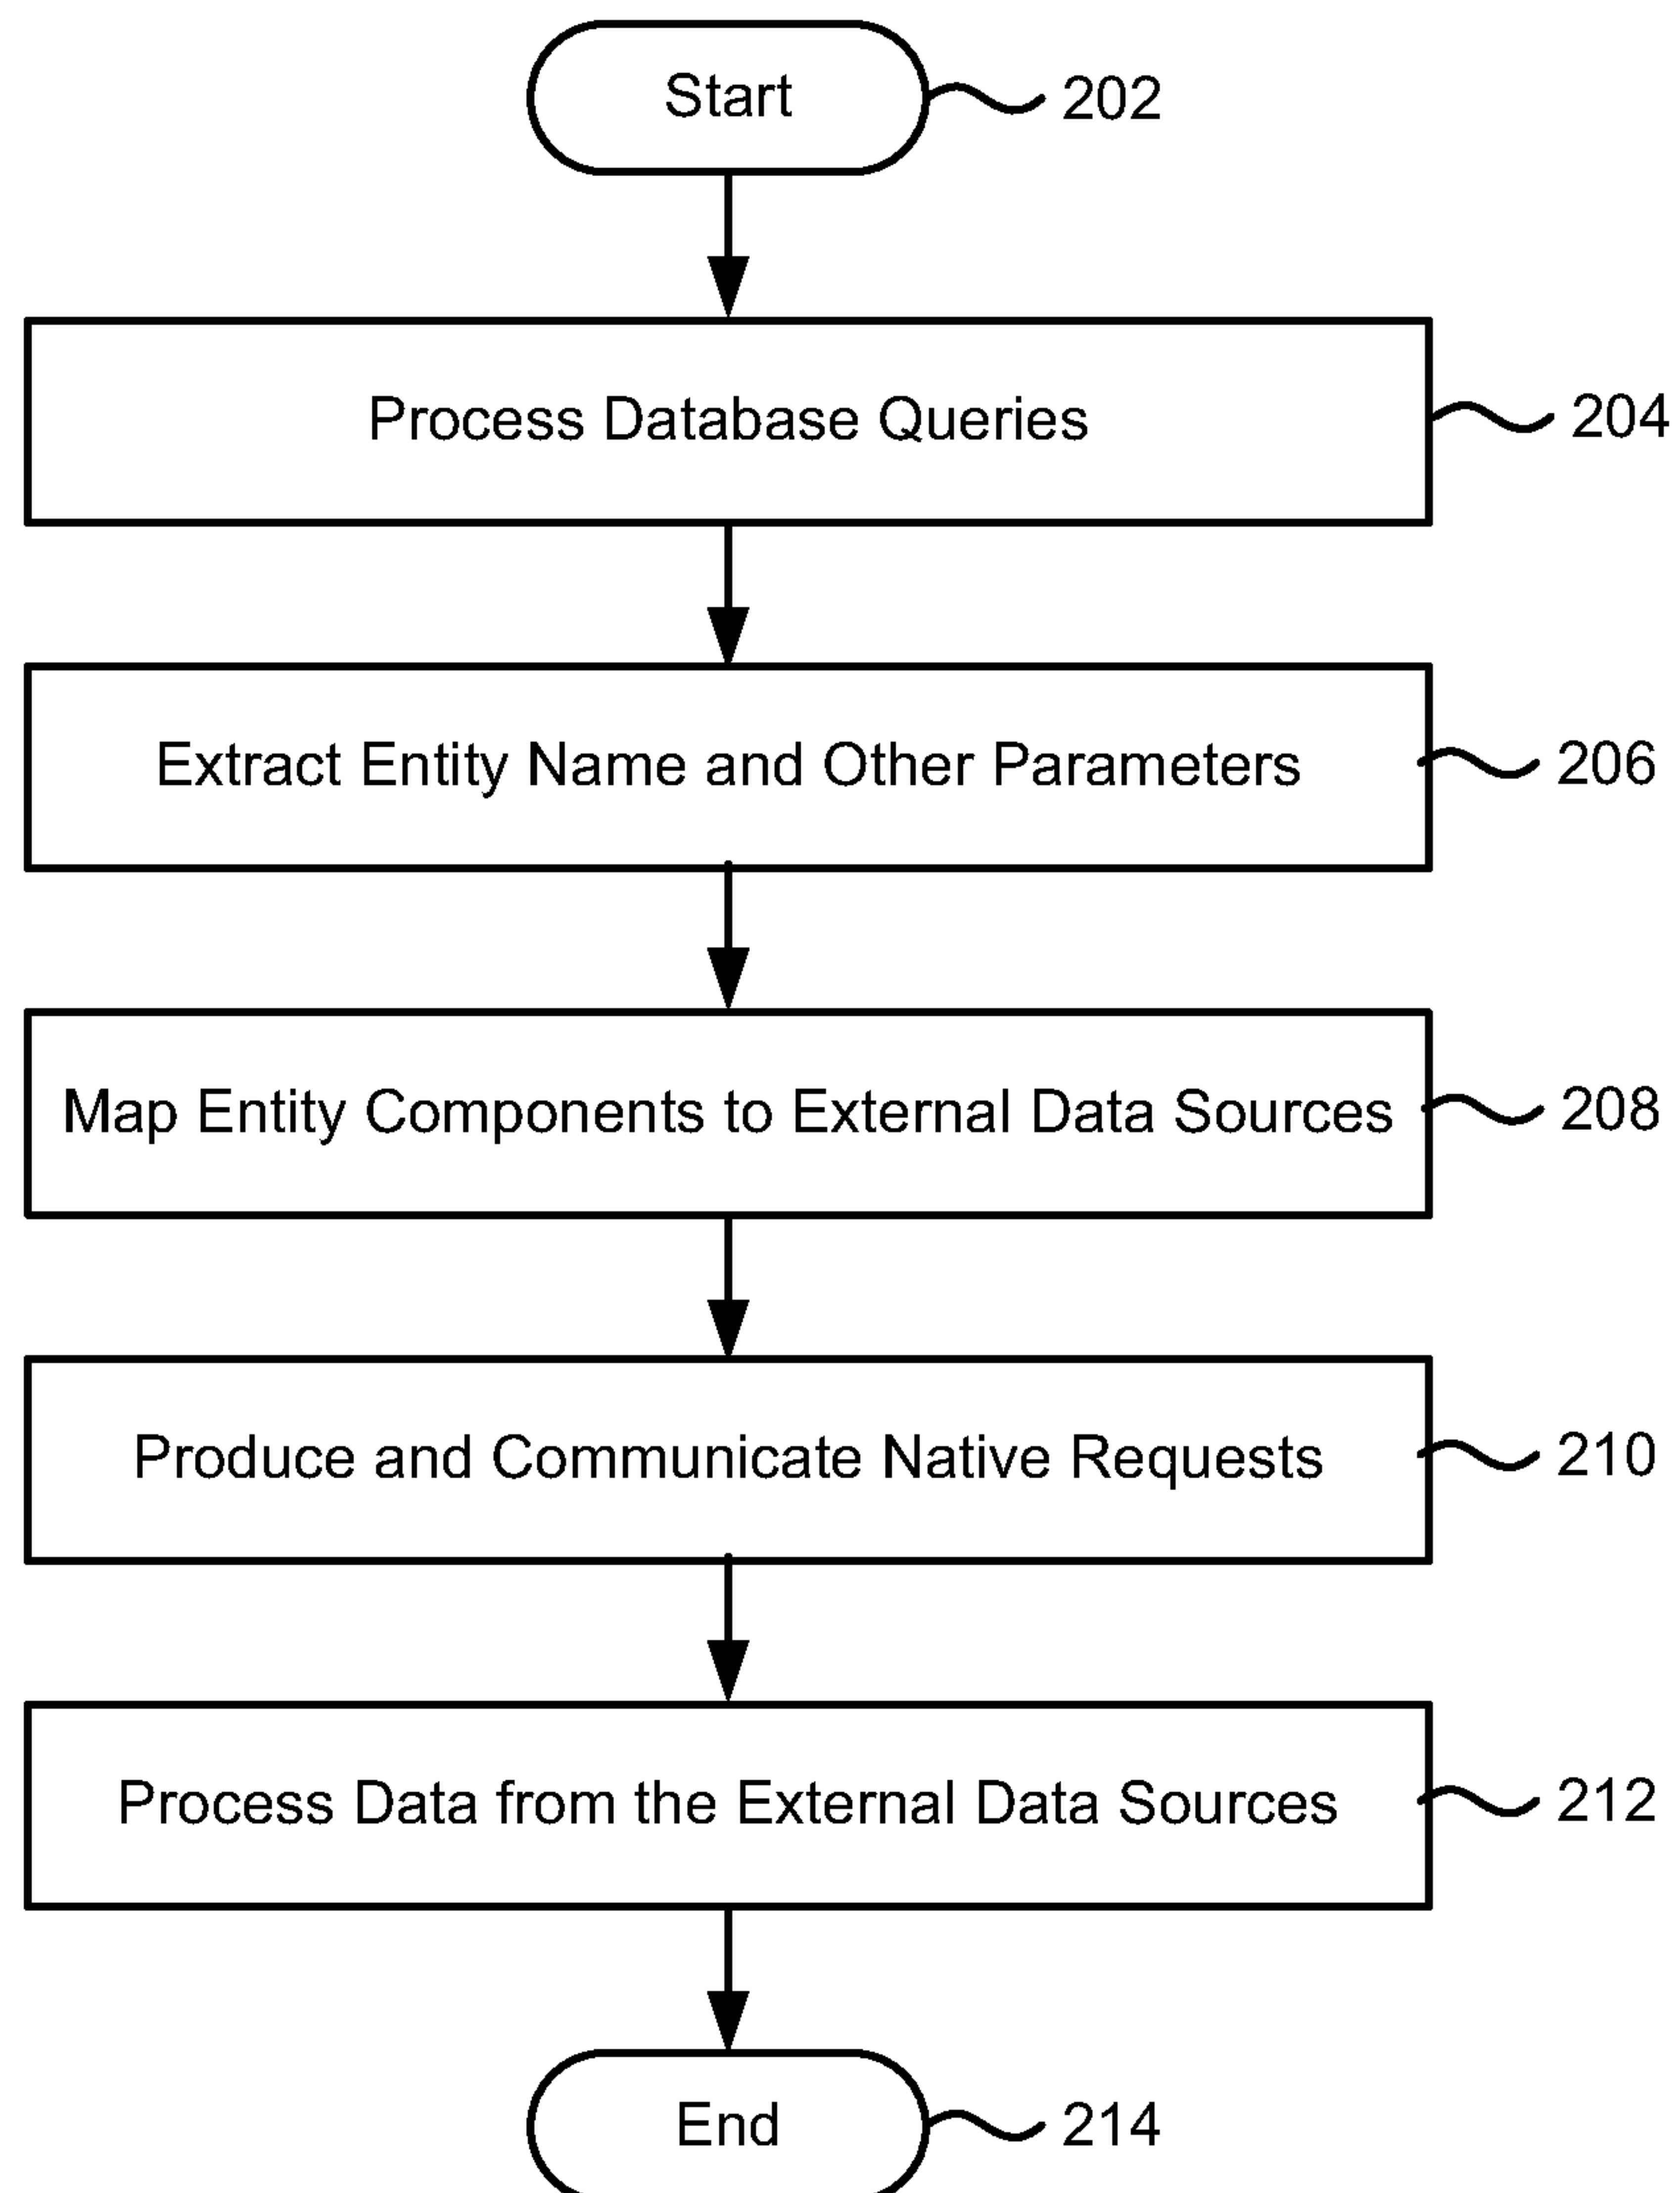 Start 202
Process Database Queries 204
Extract Entity Name and Other Parameters 206
Map Entity Components to External Data Sources 208
Produce and Communicate Native Requests 210
Process Data from the External Data Sources 212
End 214